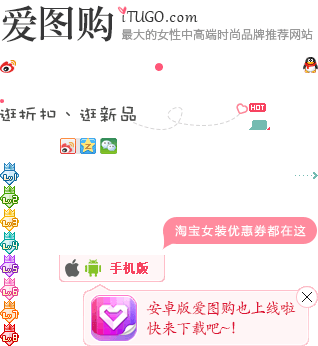 爱图购
iTUGO.com
最大的女性中高端时尚品牌推荐网站
HOT
逛折扣、逛新品
淘宝女装优惠券都在这
手机版
安卓版爱图购也上线啦
快来下载吧~!